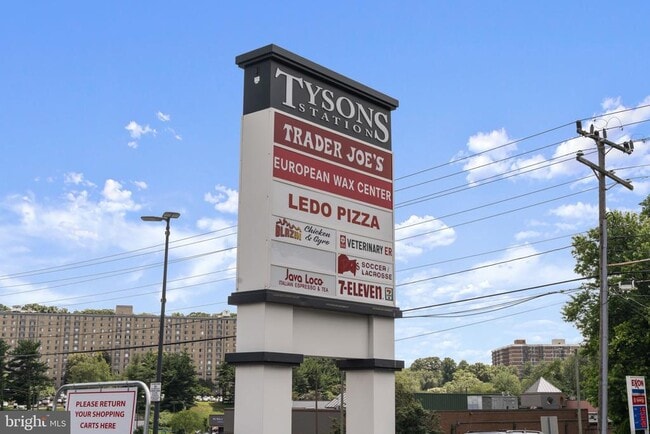 TYSONS
STATION
TRADER JOE'S
EUROPEAN WAX CENTER
LEDO PIZZA
Chicken
& Gyro
VETERINARY ER
SOCCER &
LACROSSE
Java Loco
ITALIAN ESPRESSO & TEA
7-ELEVEN
PLEASE RETURN
YOUR SHOPPING
CARTS HERE
EXXON
bright MLS